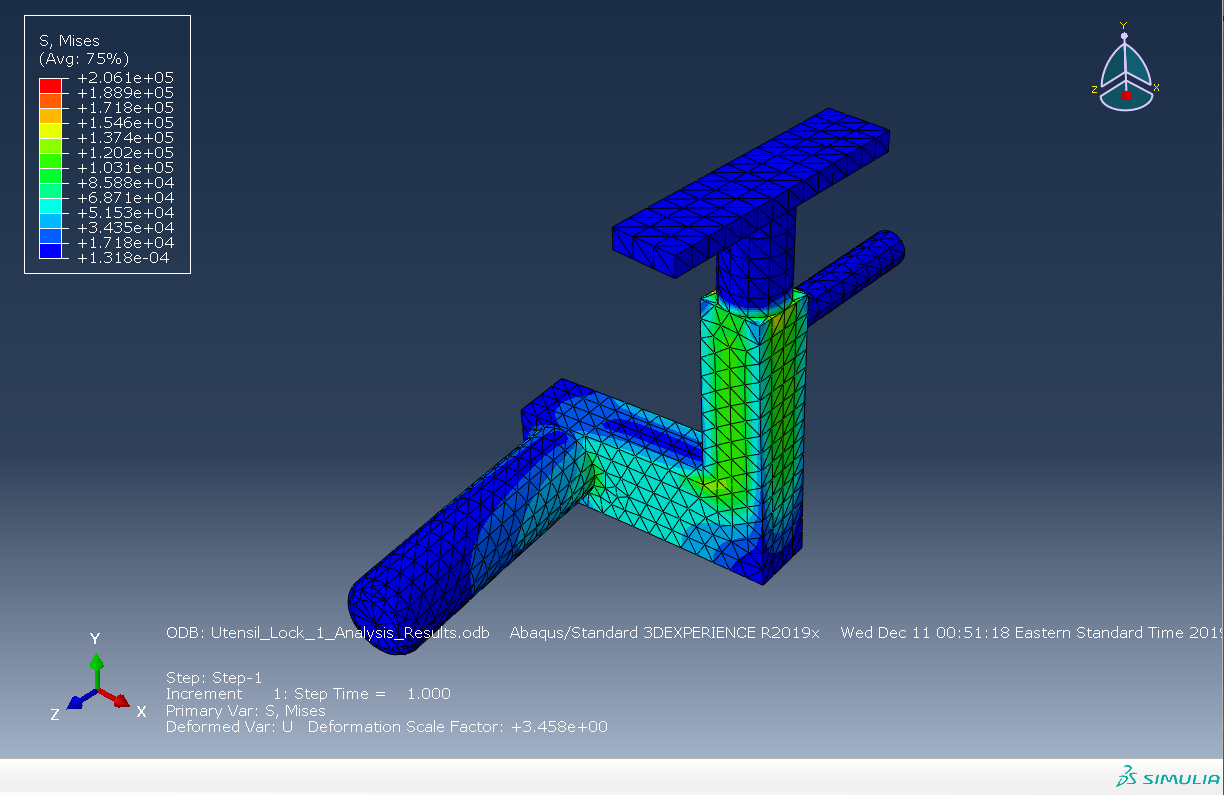 S, Mises
(Avg: 75%)
+2.061e+05
+1.889e+05
+1.718e+05
+1.546e+05
+1.374e+05
+1.202e+05
+1.031e+05
+8.588e+04
+6.871e+04
+5.153e+04
+3.435e+04
+1.718e+04
+1.318e-04
Y
Z
X
ODB: Utensil_Lock_1_Analysis_Results.odb Abaqus/Standard 3DEXPERIENCE R2019x Wed Dec 11 00:51:18 Eastern Standard Time 2019
Y
Z
X
Step: Step-1
Increment 1: Step Time = 1.000
Primary Var: S, Mises
Deformed Var: U Deformation Scale Factor: +3.458e+00
SIMULIA